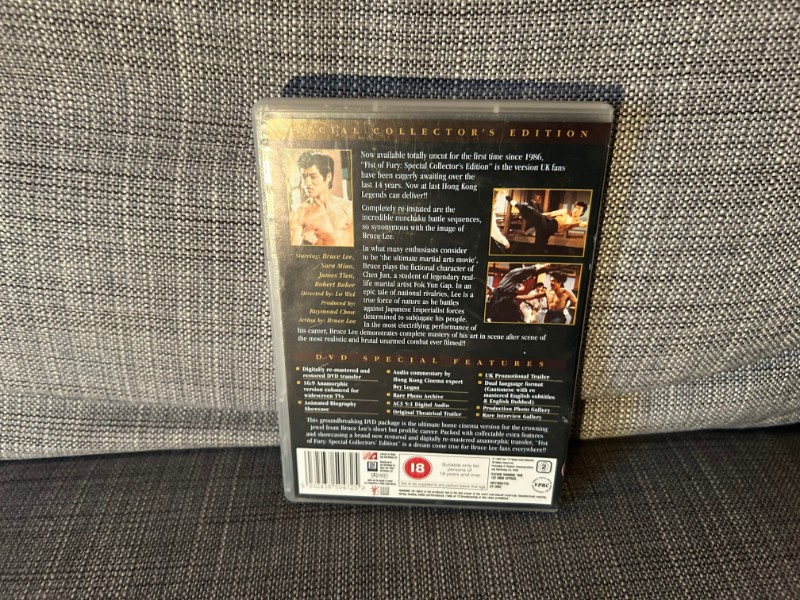 SPECIAL COLLECTOR'S EDITION
Now available totally uncut for the first time since 1986,
"Fist of Fury: Special Collector's Edition" is the version UK fans
have been eagerly awaiting over the
last 14 years. Now at last Hong Kong
Legends can deliver!!
Completely re-instated are the
incredible nunchaku battle sequences,
so synonymous with the image of
Bruce Lee.
In what many enthusiasts consider
to be 'the ultimate martial arts movie',
Bruce plays the fictional character of
Chen Jun, a student of legendary real-
life martial artist Fok Yun Gap. In an
epic tale of national rivalries, Lee is a
true force of nature as he battles
against Japanese Imperialist forces
determined to subjugate his people.
In the most electrifying performance of
his career, Bruce Lee demonstrates complete mastery of his art in scene after scene of
the most realistic and brutal unarmed combat ever filmed!!
Starring: Bruce Lee,
Nora Miao,
James Tien,
Robert Baker
Directed by: Lo Wei
Produced by:
Raymond Chow
Action by: Bruce Lee
DVD SPECIAL FEATURES
Digitally re-mastered and
restored DVD transfer
16:9 Anamorphic
version enhanced for
widescreen TVs
Animated Biography
Showcase
Audio commentary by
Hong Kong Cinema expert
Bey Logan
Rare Photo Archive
AC3 5:1 Digital Audio
Original Theatrical Trailer
UK Promotional Trailer
Dual language format
(Cantonese with re
mastered English subtitles
& English Dubbed)
Production Photo Gallery
Rare Interview Gallery
This groundbreaking DVD package is the ultimate home cinema version for the crowning
jewel from Bruce Lee's short but prolific career. Packed with collectable extra features
and showcasing a brand new restored and digitally re-mastered anamorphic transfer, "Fist
of Fury: Special Collectors' Edition" is a dream come true for Bruce Lee fans everywhere!!
18
Suitable only for
persons of
18 years and over
Not to be supplied to any person below that age
2
VPRC